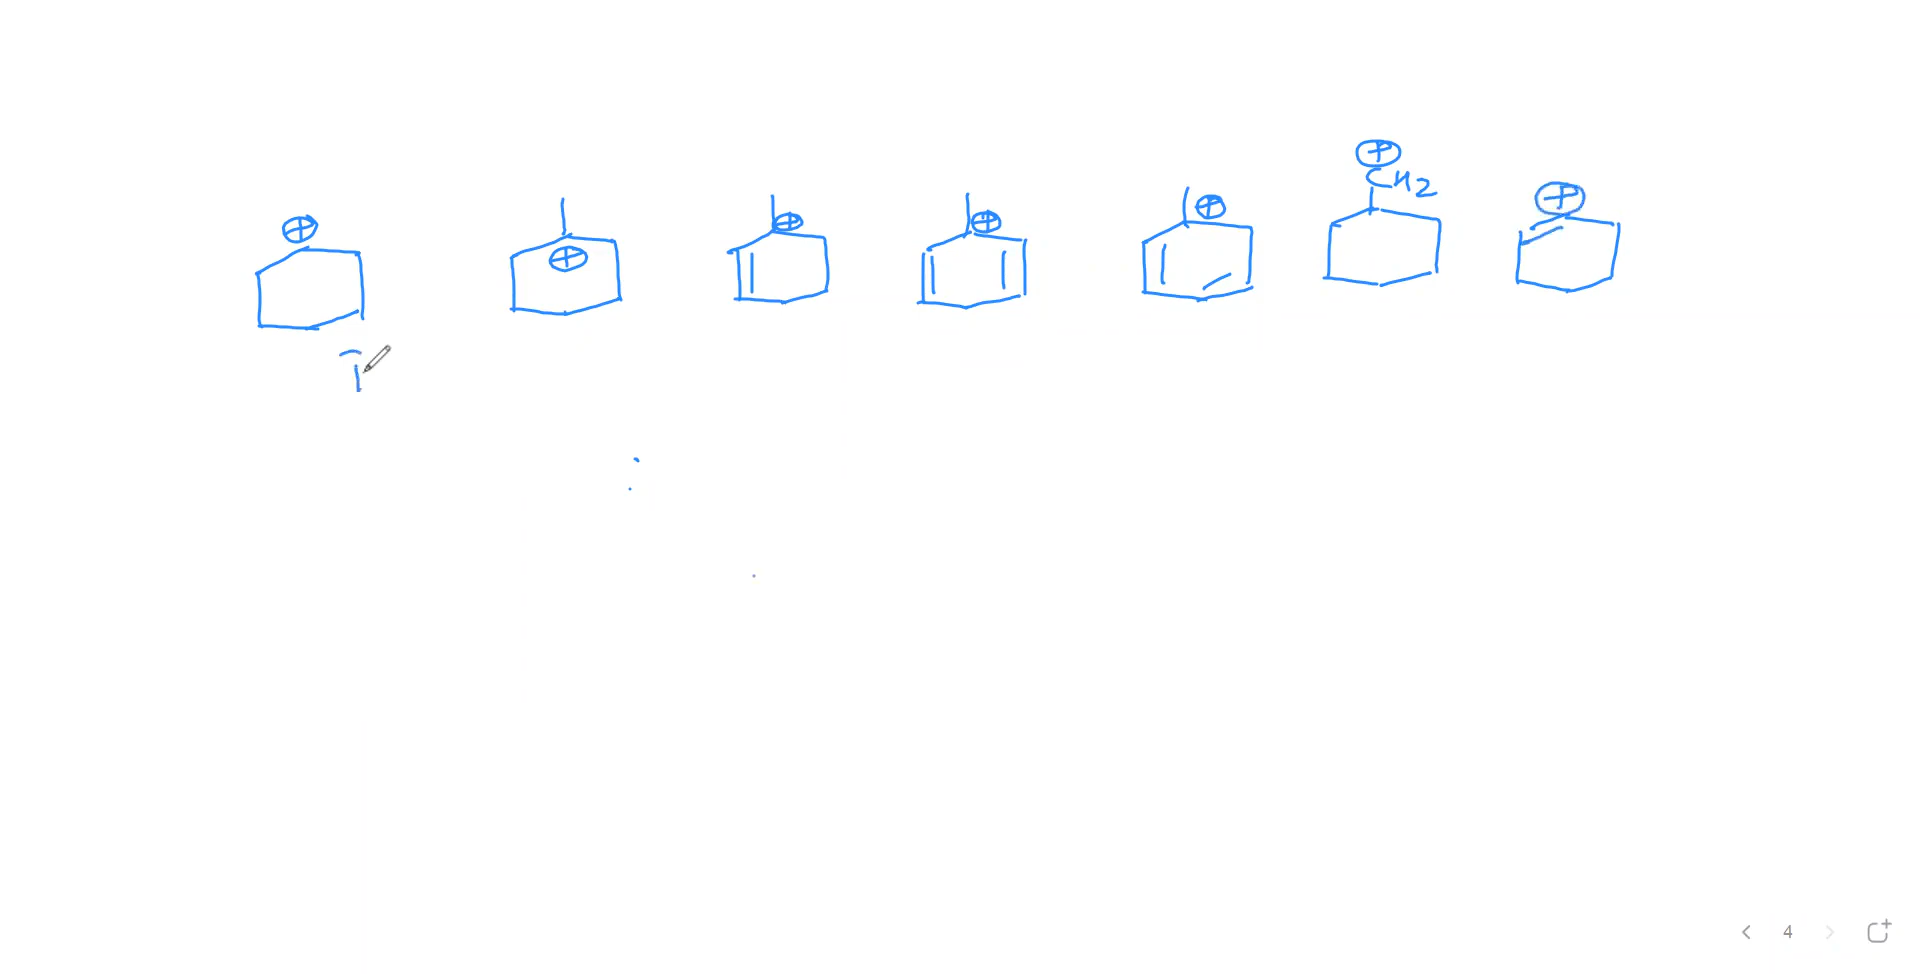 ⊕ ⊕ ⊕ ⊕ ⊕ ⊕ ⊕
CH2
4